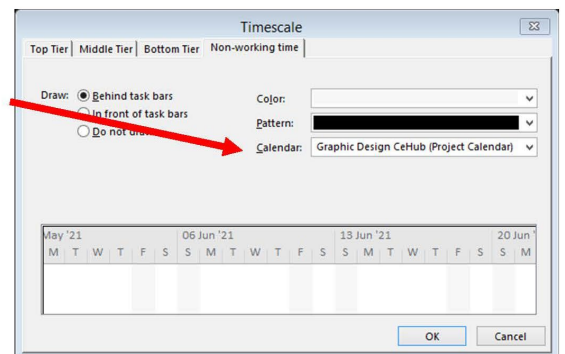 Timescale
Top Tier Middle Tier Bottom Tier Non-working time
Draw: Behind task bars Color:
In front of task bars
Pattern:
Do not
Calendar: Graphic Design CeHub (Project Calendar)
May '21 06 Jun '21 13 Jun '21 20 Jun '
M T W T F S S M T W T F S S M T W T F S S M
OK Cancel